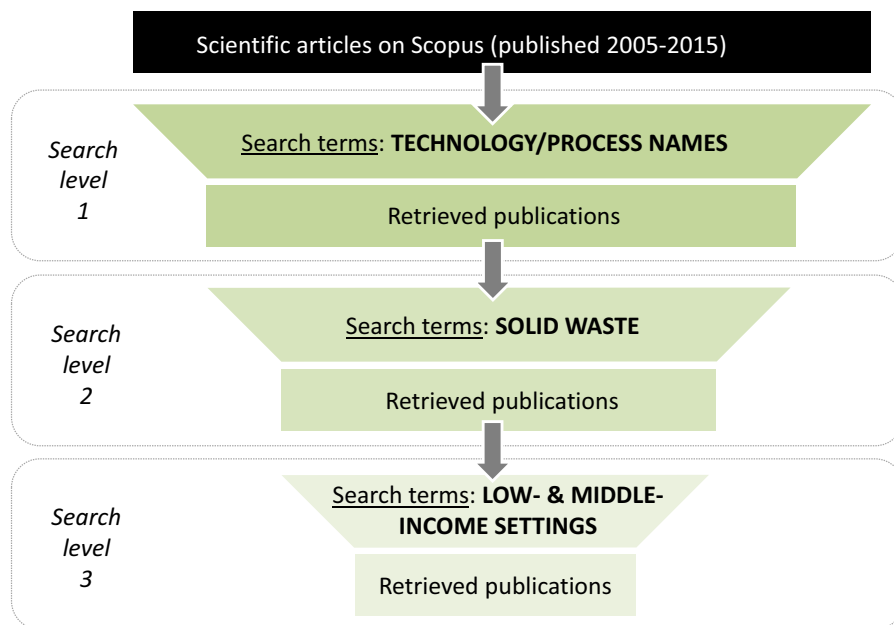 Scientific articles on Scopus (published 2005-2015)
Search
level
1
Search terms: TECHNOLOGY/PROCESS NAMES
Retrieved publications
Search
level
2
Search terms: SOLID WASTE
Retrieved publications
Search
level
3
Search terms: LOW- & MIDDLE-
INCOME SETTINGS
Retrieved publications